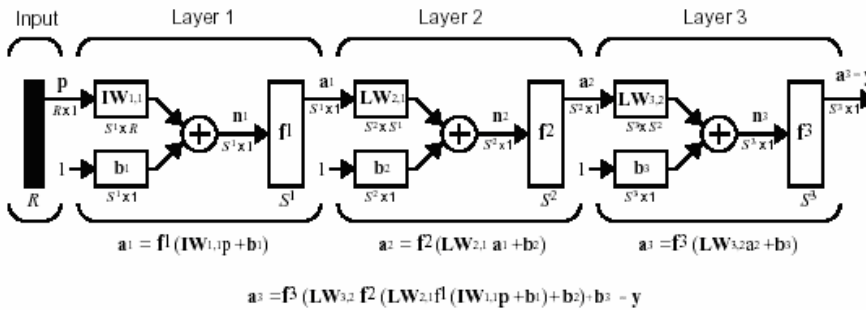 Input Layer 1 Layer 2 Layer 3
p IW1,1 n1 f1 a1 LW2,1 n2 f2 a2 LW3,2 n3 f3 a3 = y
R x 1 S1 x R S1 x 1 S1 x 1 S2 x S1 S2 x 1 S2 x 1 S3 x S2 S3 x 1 S3 x 1
1 b1 1 b2 1 b3
R S1 x 1 S1 S2 x 1 S2 S3 x 1 S3
a1 = f1 (IW1,1p + b1) a2 = f2 (LW2,1 a1 + b2) a3 = f3 (LW3,2a2 + b3)
a3 = f3 (LW3,2 f2 (LW2,1f1 (IW1,1p + b1) + b2) + b3 = y